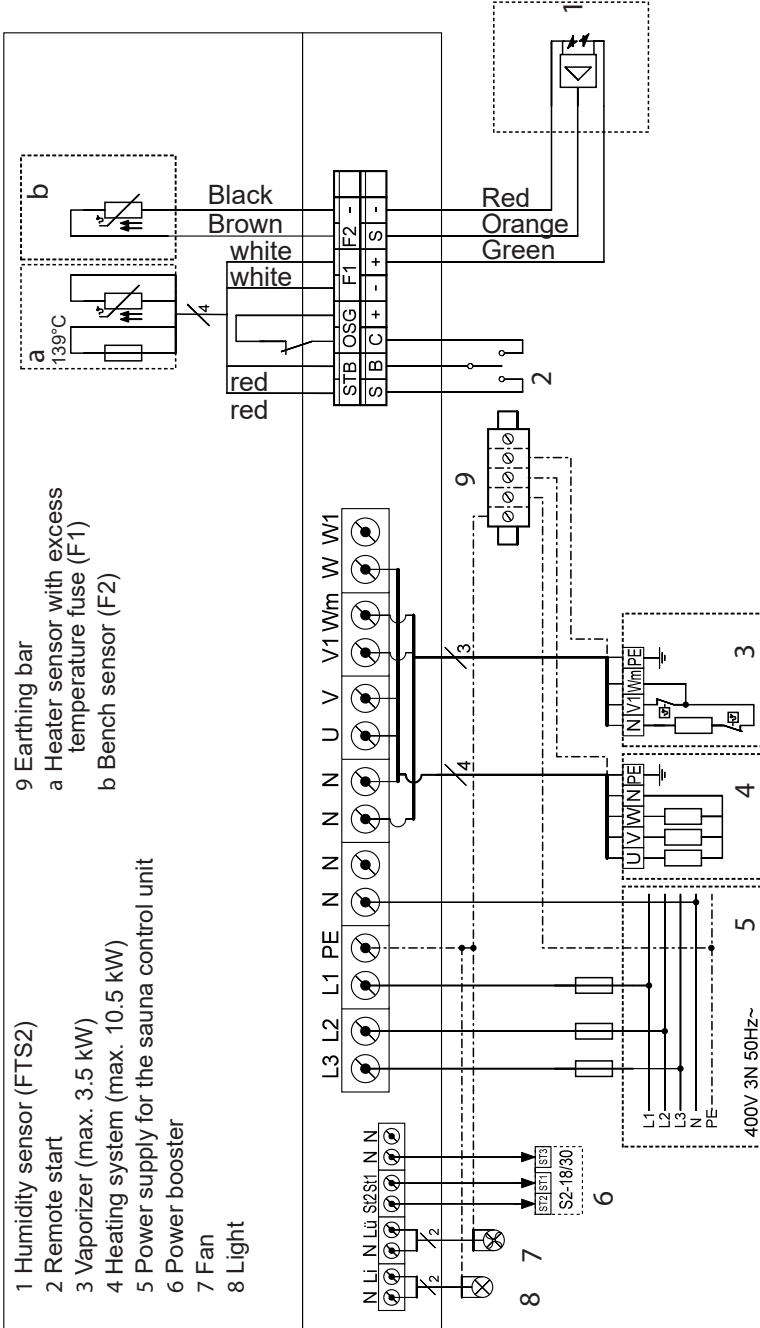 1 Humidity sensor (FTS2)
2 Remote start
3 Vaporizer (max. 3.5 kW)
4 Heating system (max. 10.5 kW)
5 Power supply for the sauna control unit
6 Power booster
7 Fan
8 Light
9 Earthing bar
a Heater sensor with excess
temperature fuse (F1)
b Bench sensor (F2)
a
139°C
b
Black
Brown
white
white
red
red
Red
Orange
Green
1
STB OSG F1 F2 -
S B C + - + S -
2
N Li N Lü St2 St1 N N
L3 L2 L1 PE N N N N U V V1 Wm W W1
9
2
2
4
3
4
8
7
ST2 ST1 ST3
S2-18/30
6
L1
L2
L3
N
PE
400V 3N 50Hz~
5
U V W N PE
4
N V1 Wm PE
3